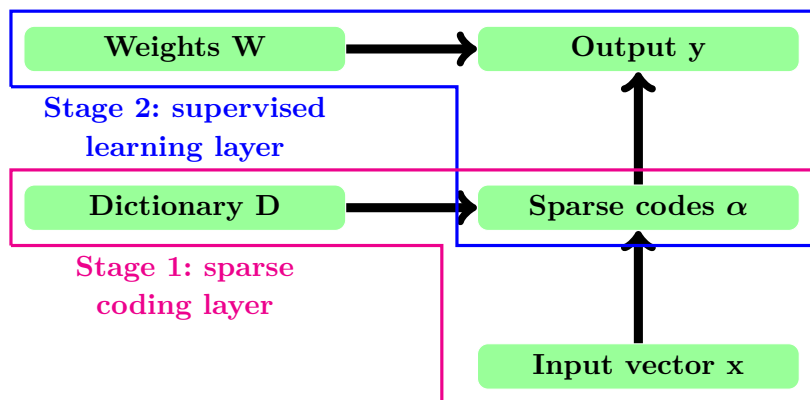 Weights W
Output y
Stage 2: supervised
learning layer
Dictionary D
Sparse codes α
Stage 1: sparse
coding layer
Input vector x